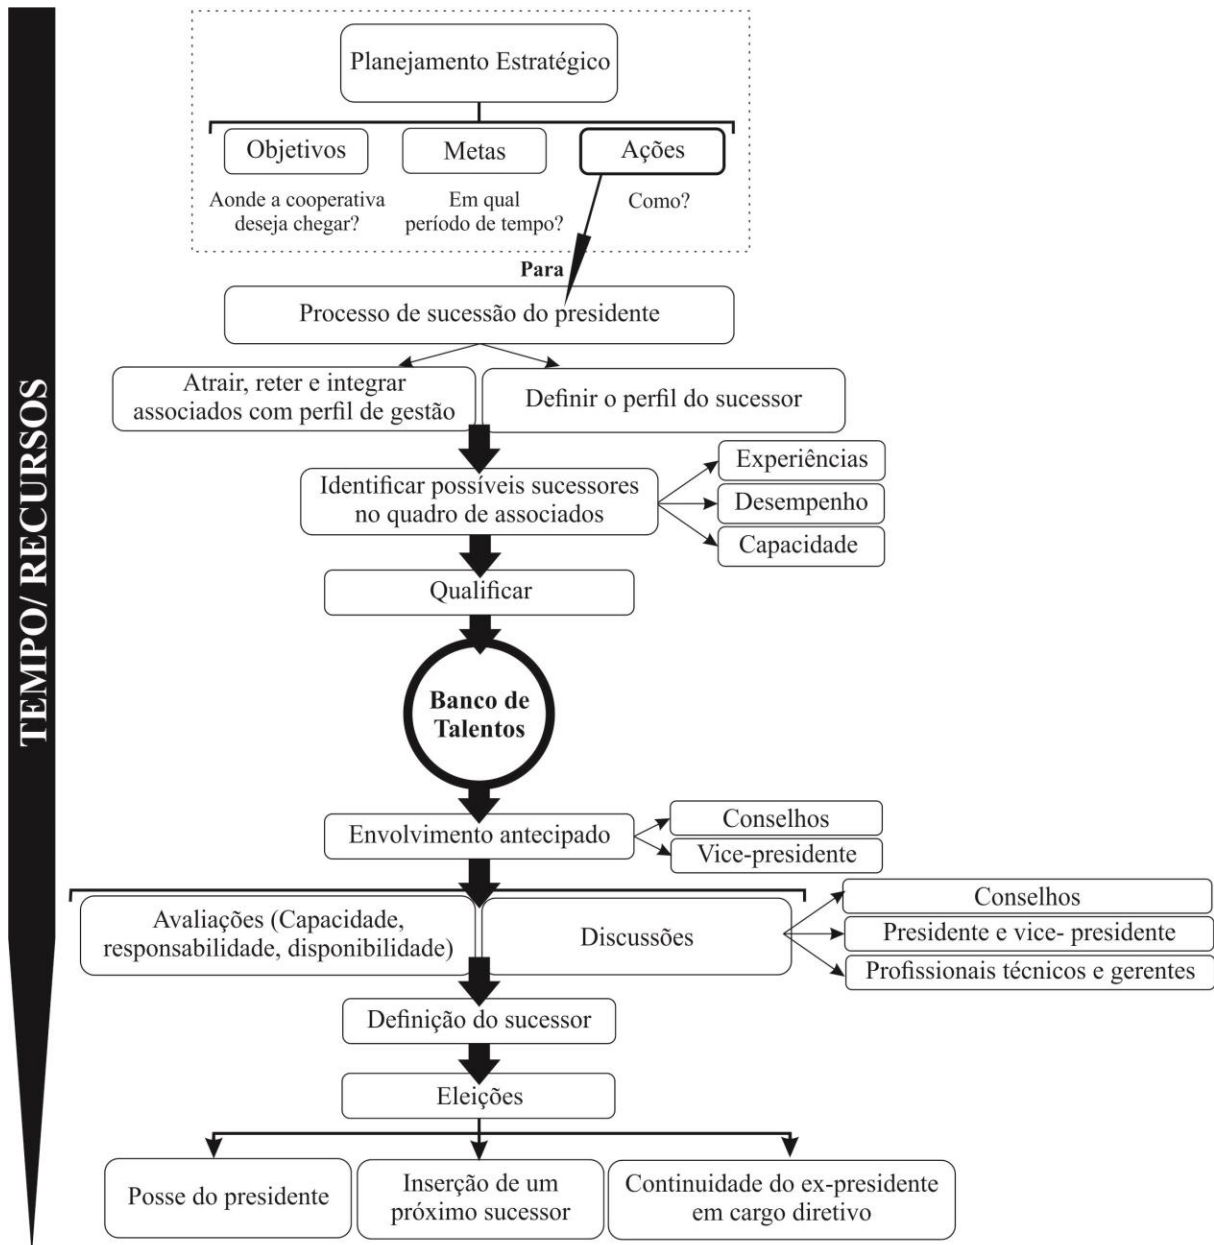 TEMPO/ RECURSOS
Planejamento Estratégico
Objetivos
Metas
Ações
Aonde a cooperativa
deseja chegar?
Em qual
período de tempo?
Como?
Para
Processo de sucessão do presidente
Atrair, reter e integrar
associados com perfil de gestão
Definir o perfil do sucessor
Identificar possíveis sucessores
no quadro de associados
Experiências
Desempenho
Capacidade
Qualificar
Banco de
Talentos
Envolvimento antecipado
Conselhos
Vice-presidente
Avaliações (Capacidade,
responsabilidade, disponibilidade)
Discussões
Conselhos
Presidente e vice- presidente
Profissionais técnicos e gerentes
Definição do sucessor
Eleições
Posse do presidente
Inserção de um
próximo sucessor
Continuidade do ex-presidente
em cargo diretivo